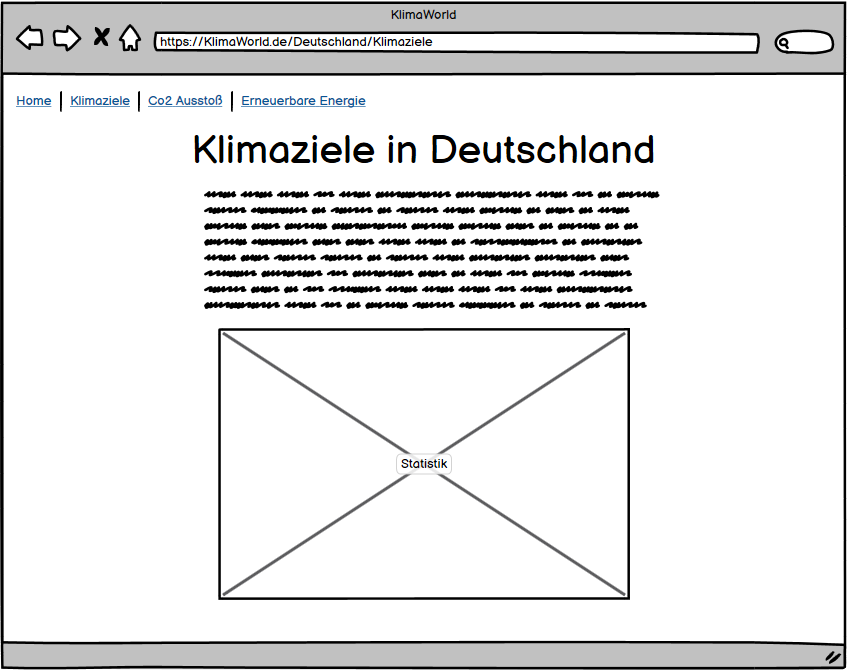 KlimaWorld
https://KlimaWorld.de/Deutschland/Klimaziele
Home | Klimaziele | Co2 Ausstoß | Erneuerbare Energie
Klimaziele in Deutschland
Statistik